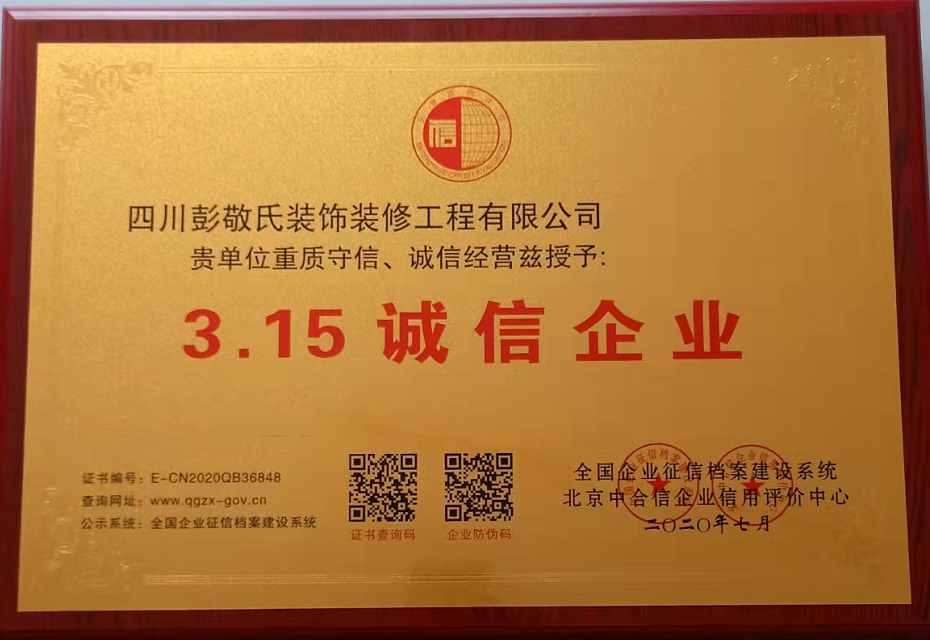 信
ENTERPRISE CREDIT EVALUATION
四川彭敬氏装饰装修工程有限公司
贵单位重质守信、诚信经营兹授予:
3.15 诚信企业
证书编号: E-CN2020QB36848
查询网址: www.qgzx-gov.cn
公示系统: 全国企业征信档案建设系统
证书查询码
企业防伪码
全国企业征信档案建设系统
北京中合信企业信用评价中心
二〇二〇年七月